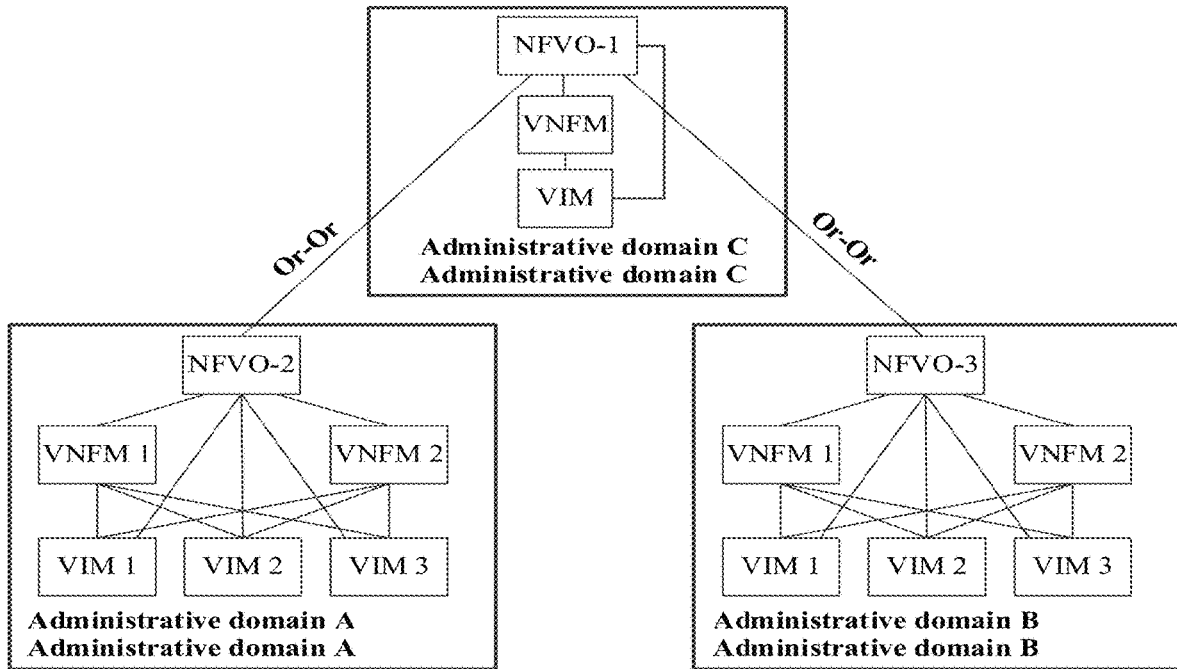 NFVO-1
VNFM
VIM
Administrative domain C
Administrative domain C
Or-Or
Or-Or
NFVO-2
VNFM 1
VNFM 2
VIM 1
VIM 2
VIM 3
Administrative domain A
Administrative domain A
NFVO-3
VNFM 1
VNFM 2
VIM 1
VIM 2
VIM 3
Administrative domain B
Administrative domain B